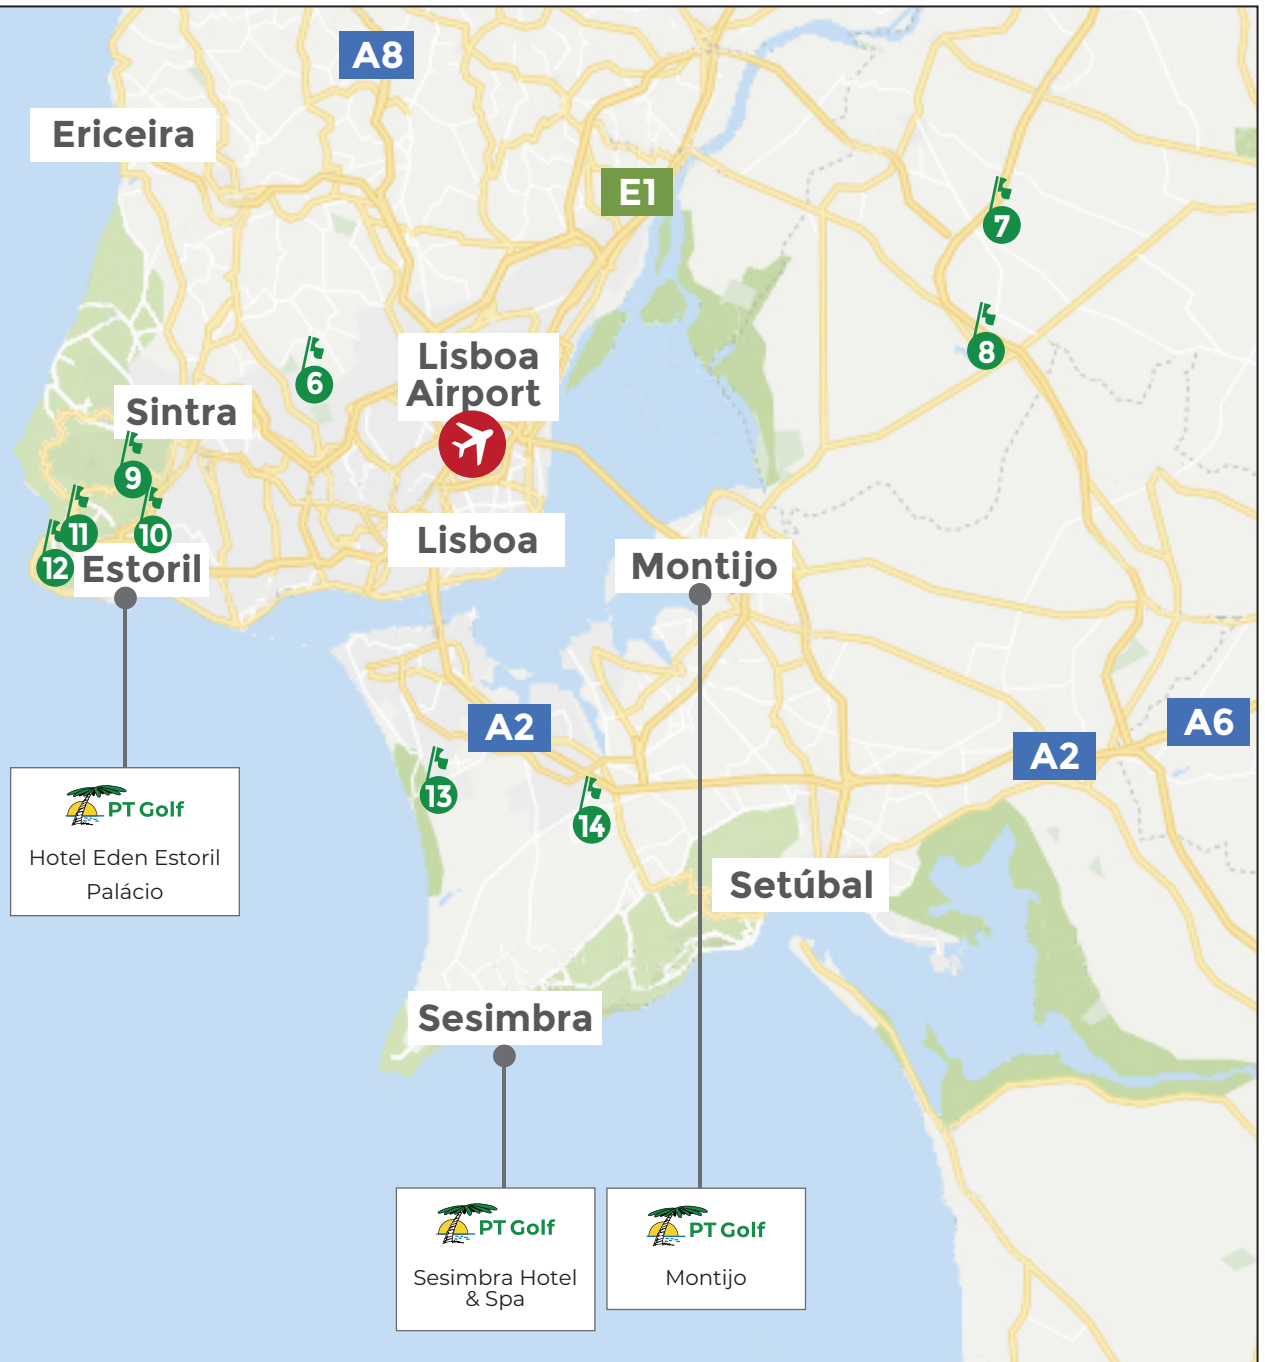 A8
Ericeira
E1
7
8
Lisboa
Airport
6
Sintra
9
11
10
12
Estoril
Lisboa
Montijo
A2
A6
A2
13
14
PT Golf
Hotel Eden Estoril
Palácio
Setúbal
Sesimbra
PT Golf
Sesimbra Hotel
& Spa
PT Golf
Montijo